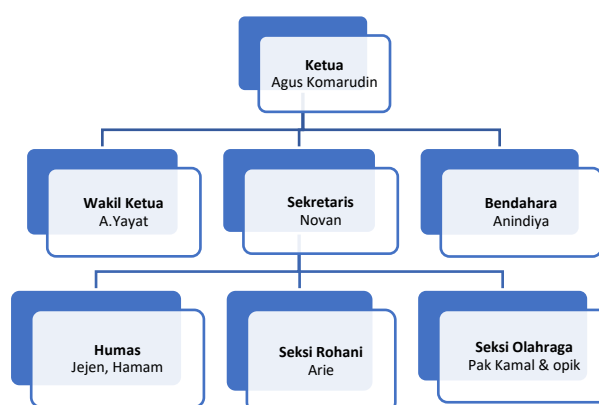 Ketua
Agus Komarudin
Wakil Ketua
A.Yayat
Sekretaris
Novan
Bendahara
Anindiya
Humas
Jejen, Hamam
Seksi Rohani
Arie
Seksi Olahraga
Pak Kamal & opik